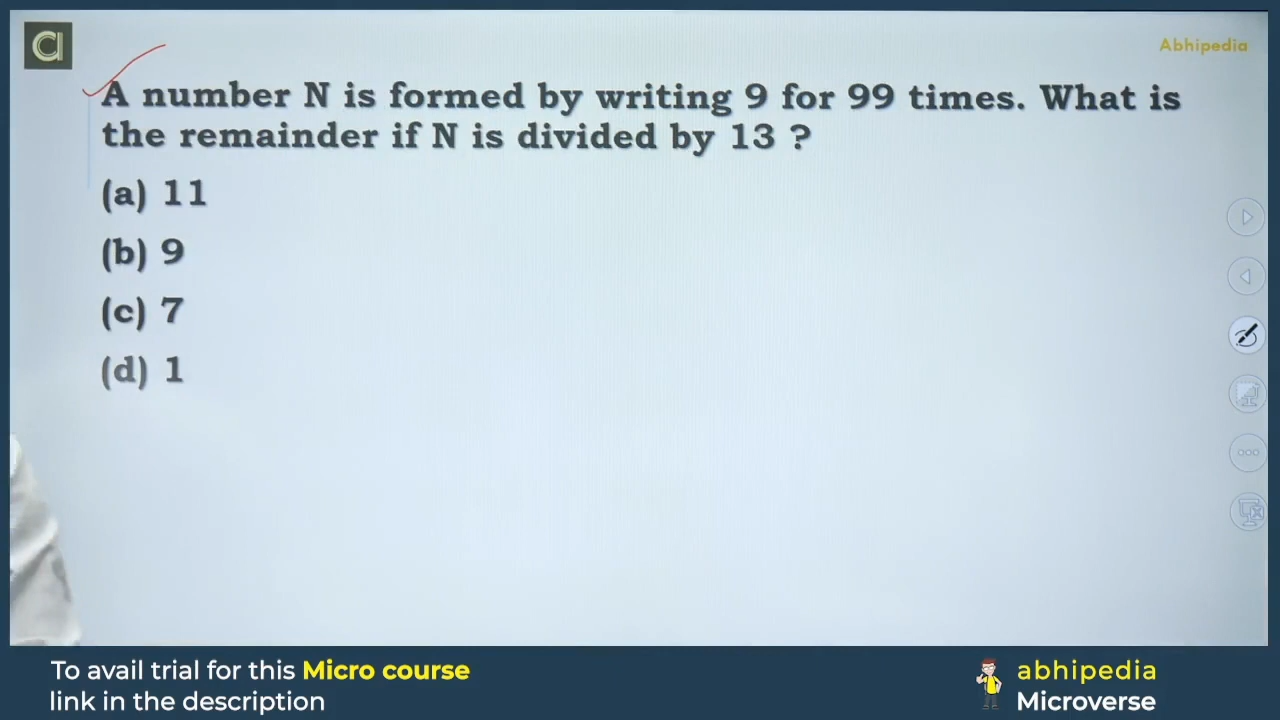 Abhipedia
A number N is formed by writing 9 for 99 times. What is
the remainder if N is divided by 13 ?
(a) 11
(b) 9
(c) 7
(d) 1
To avail trial for this Micro course
link in the description
abhipedia
Microverse